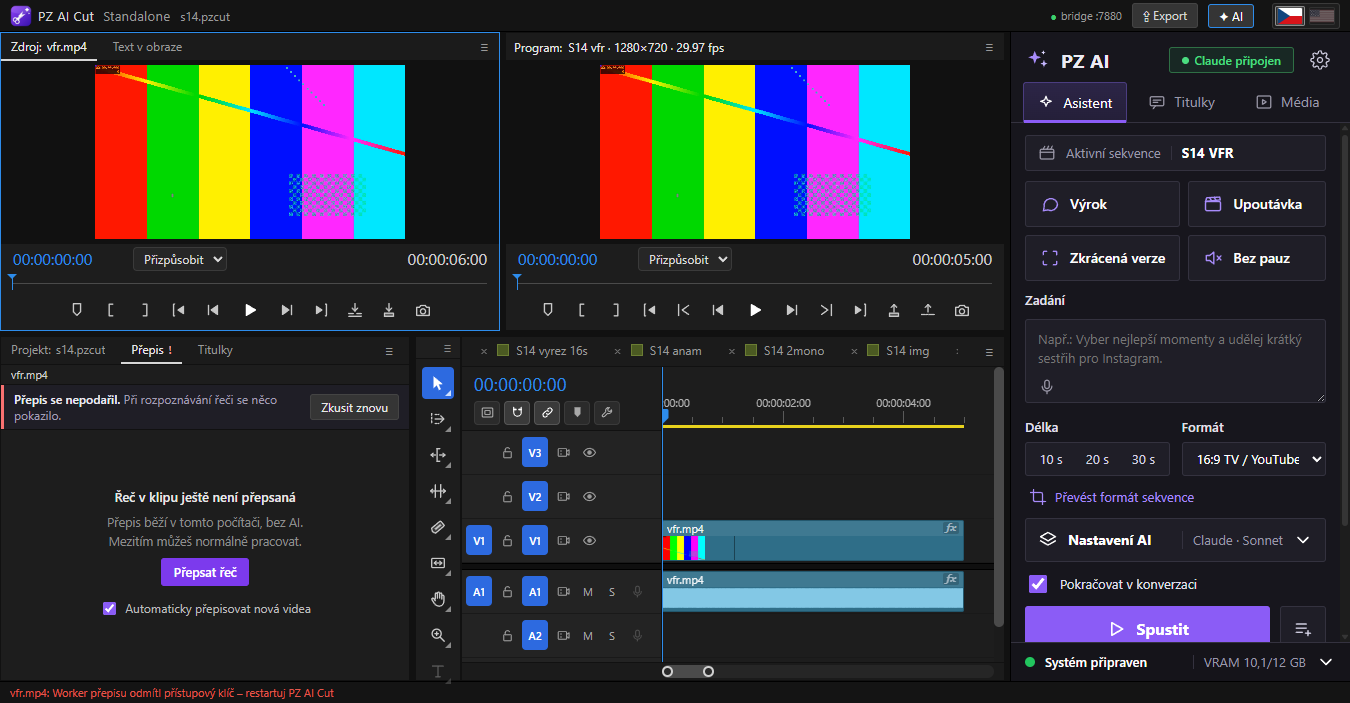 PZ AI Cut Standalone s14.pzcut
bridge :7880 Export AI
Zdroj: vfr.mp4 Text v obraze
Program: S14 vfr · 1280×720 · 29.97 fps
00:00:00:00 Přizpůsobit 00:00:06:00
00:00:00:00 Přizpůsobit 00:00:05:00
Projekt: s14.pzcut Přepis ! Titulky
vfr.mp4
Přepis se nepodařil. Při rozpoznávání řeči se něco
pokazilo.
Zkusit znovu
Řeč v klipu ještě není přepsaná
Přepis běží v tomto počítači, bez AI.
Mezitím můžeš normálně pracovat.
Přepsat řeč
Automaticky přepisovat nová videa
S14 vyrez 16s S14 anam S14 2mono S14 img
00:00:00:00
00:00 00:00:02:00 00:00:04:00
V3
V2
V1 V1
vfr.mp4 fx
A1 A1 M S
vfr.mp4 fx
A2 M S
PZ AI
Claude připojen
Asistent Titulky Média
Aktivní sekvence S14 VFR
Výrok Upoutávka
Zkrácená verze Bez pauz
Zadání
Např.: Vyber nejlepší momenty a udělej krátký
sestřih pro Instagram.
Délka Formát
10 s 20 s 30 s 16:9 TV / YouTube
Převést formát sekvence
Nastavení AI Claude · Sonnet
Pokračovat v konverzaci
Spustit
Systém připraven VRAM 10,1/12 GB
vfr.mp4: Worker přepisu odmítl přístupový klíč – restartuj PZ AI Cut